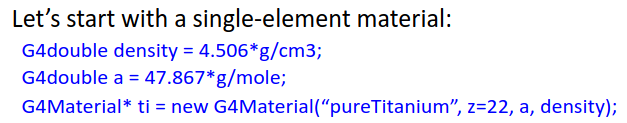 Let’s start with a single-element material:
G4double density = 4.506*g/cm3;
G4double a = 47.867*g/mole;
G4Material* ti = new G4Material(“pureTitanium”, z=22, a, density);